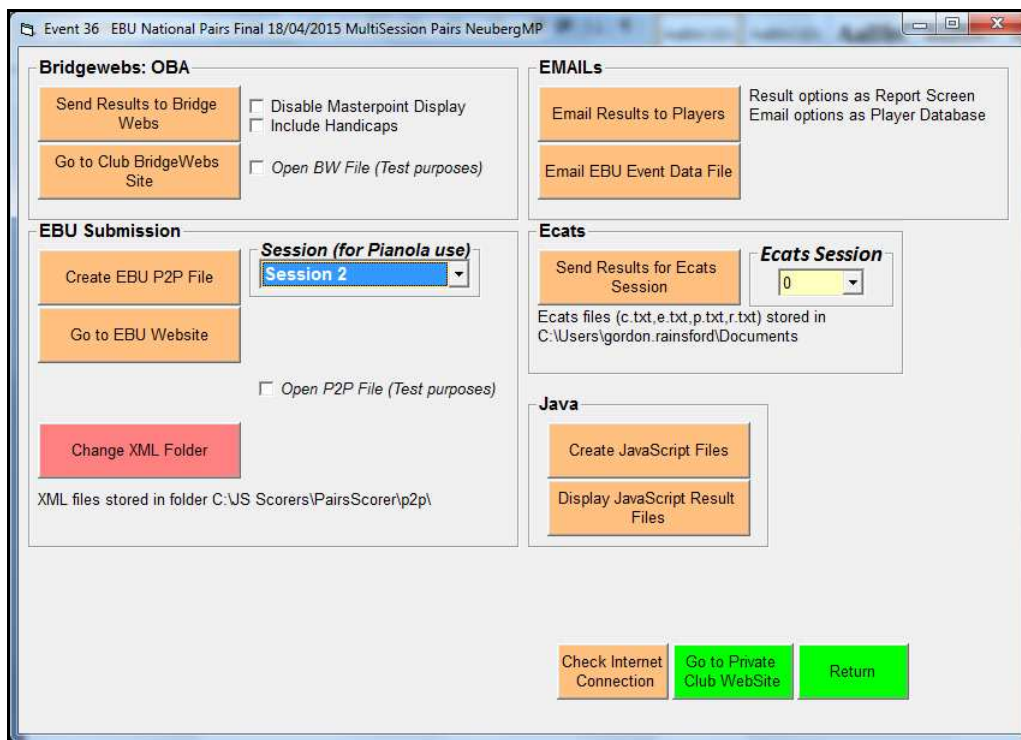 Event 36 EBU National Pairs Final 18/04/2015 MultiSession Pairs NeubergMP
Bridgewebs: OBA
Send Results to Bridge
Webs
Disable Masterpoint Display
Include Handicaps
Go to Club BridgeWebs
Site
Open BW File (Test purposes)
EMAILs
Email Results to Players
Result options as Report Screen
Email options as Player Database
Email EBU Event Data File
EBU Submission
Create EBU P2P File
Session (for Pianola use)
Session 2
Go to EBU Website
Open P2P File (Test purposes)
Change XML Folder
XML files stored in folder C:\JS Scorers\PairsScorer\p2p\
Ecats
Send Results for Ecats
Session
Ecats Session
0
Ecats files (c.txt,e.txt,p.txt,r.txt) stored in
C:\Users\gordon.rainsford\Documents
Java
Create JavaScript Files
Display JavaScript Result
Files
Check Internet
Connection
Go to Private
Club WebSite
Return